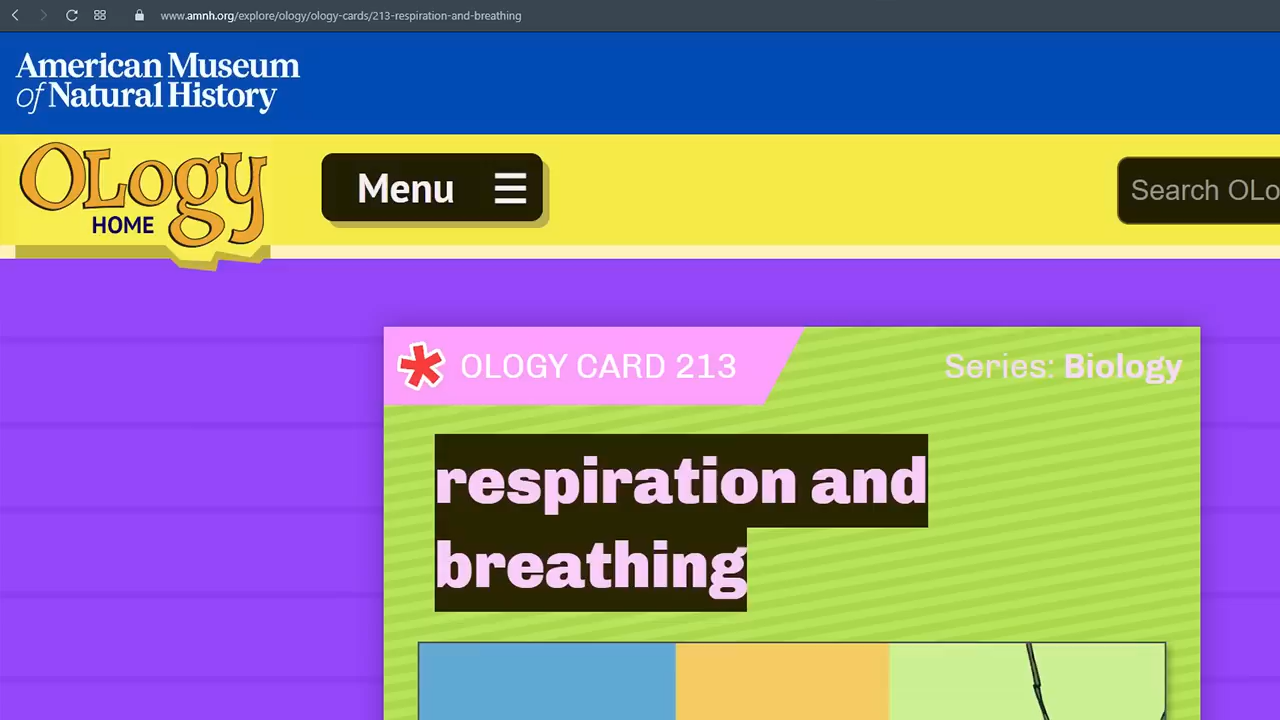 www.amnh.org/explore/ology/ology-cards/213-respiration-and-breathing
American Museum
of Natural History
OLogy
HOME
Menu
Search OLo
OLOGY CARD 213
Series: Biology
respiration and
breathing